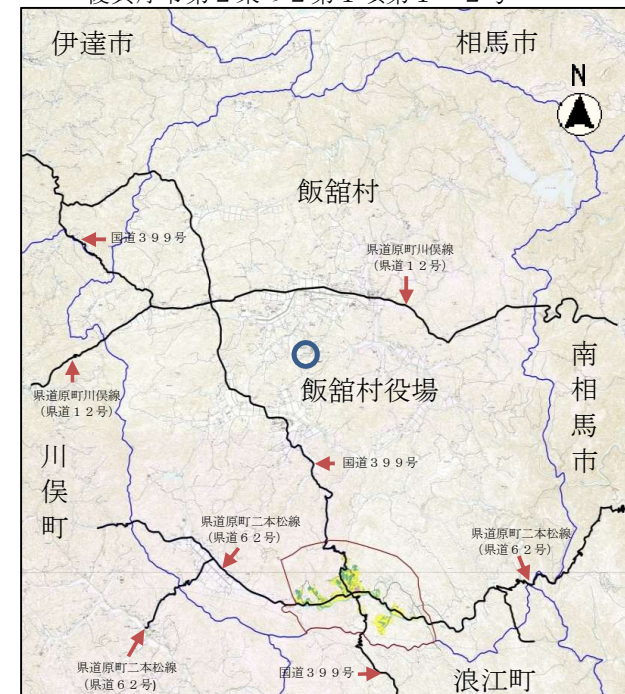 伊達市
相馬市
N
飯舘村
国道３９９号
県道原町川俣線
（県道１２号）
南相馬市
飯舘村役場
県道原町川俣線
（県道１２号）
川俣町
国道３９９号
県道原町二本松線
（県道６２号）
県道原町二本松線
（県道６２号）
県道原町二本松線
（県道６２号）
国道３９９号
浪江町